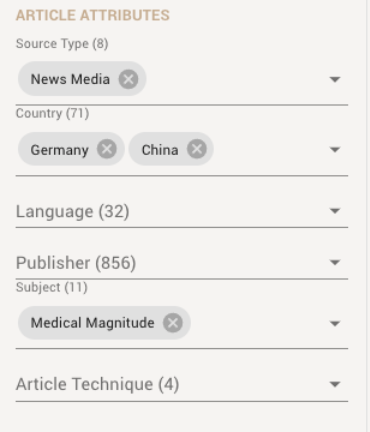 ARTICLE ATTRIBUTES
Source Type (8)
News Media
Country (71)
Germany China
Language (32)
Publisher (856)
Subject (11)
Medical Magnitude
Article Technique (4)